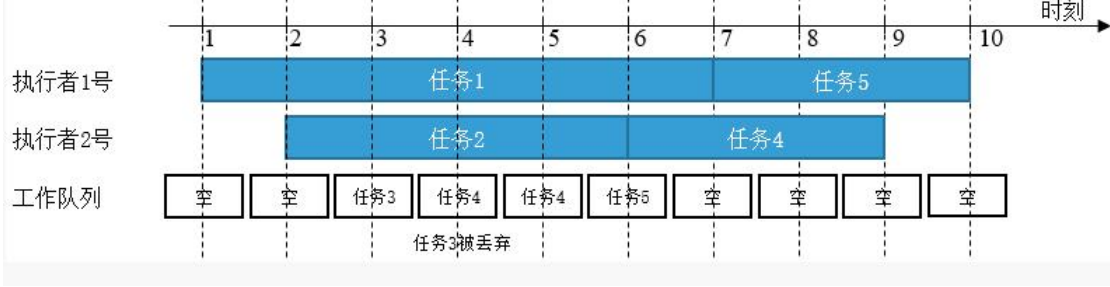 时刻
1 2 3 4 5 6 7 8 9 10
执行者1号 任务1 任务5
执行者2号 任务2 任务4
工作队列 空 空 任务3 任务4 任务4 任务5 空 空 空 空
任务3被丢弃